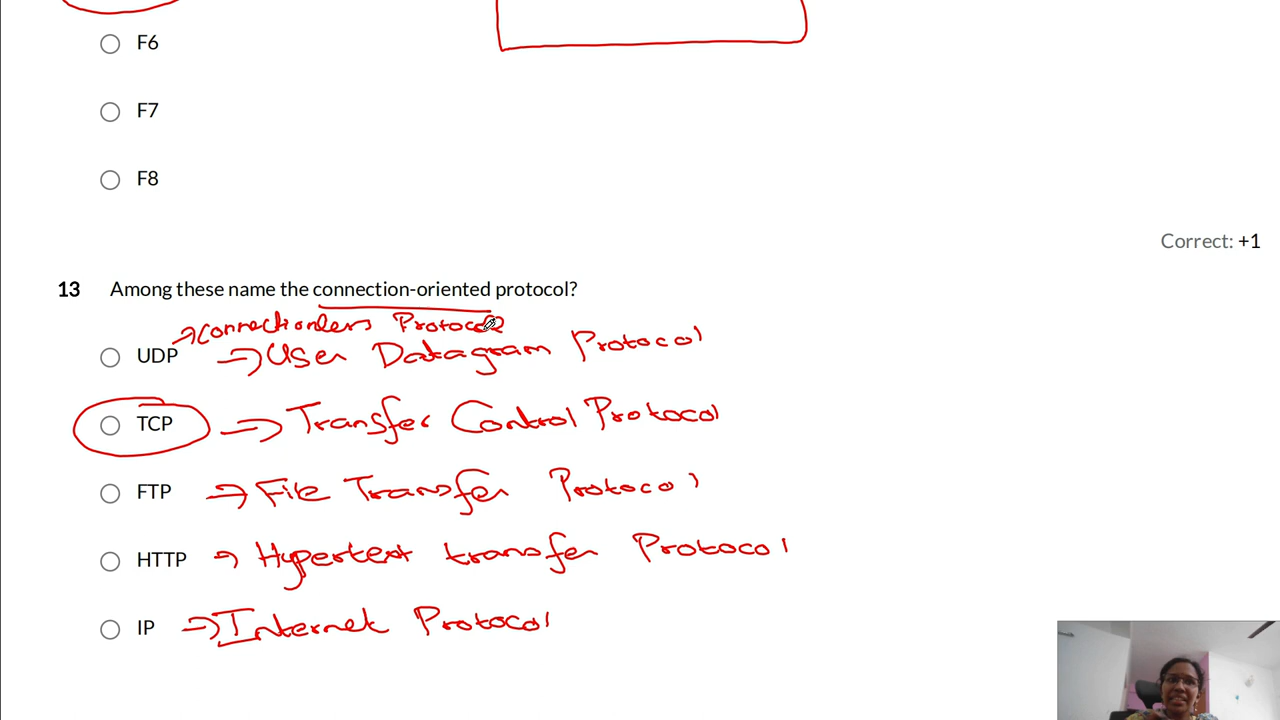 F6
F7
F8
Correct: +1
13 Among these name the connection-oriented protocol?
→ Connectionless Protocol
UDP → User Datagram Protocol
TCP → Transfer Control Protocol
FTP → File Transfer Protocol
HTTP → Hypertext transfer Protocol
IP → Internet Protocol